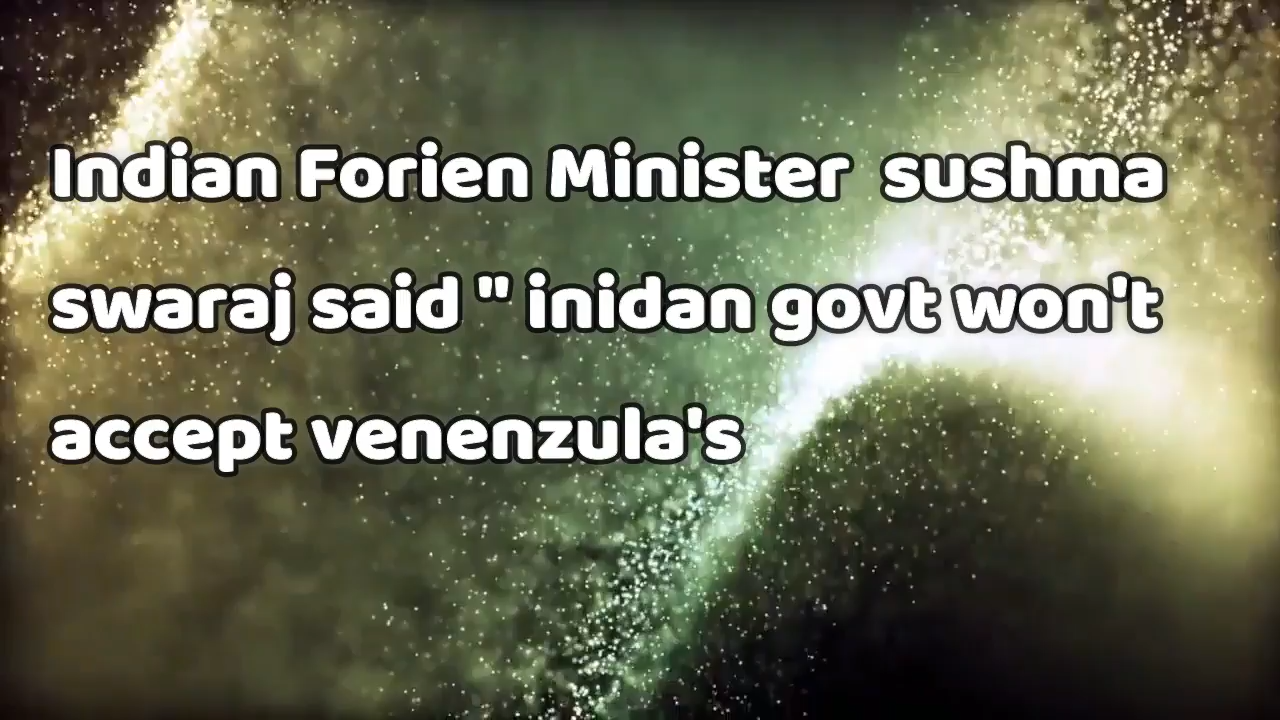 Indian Forien Minister  sushma
swaraj said " inidan govt won't
accept venenzula's